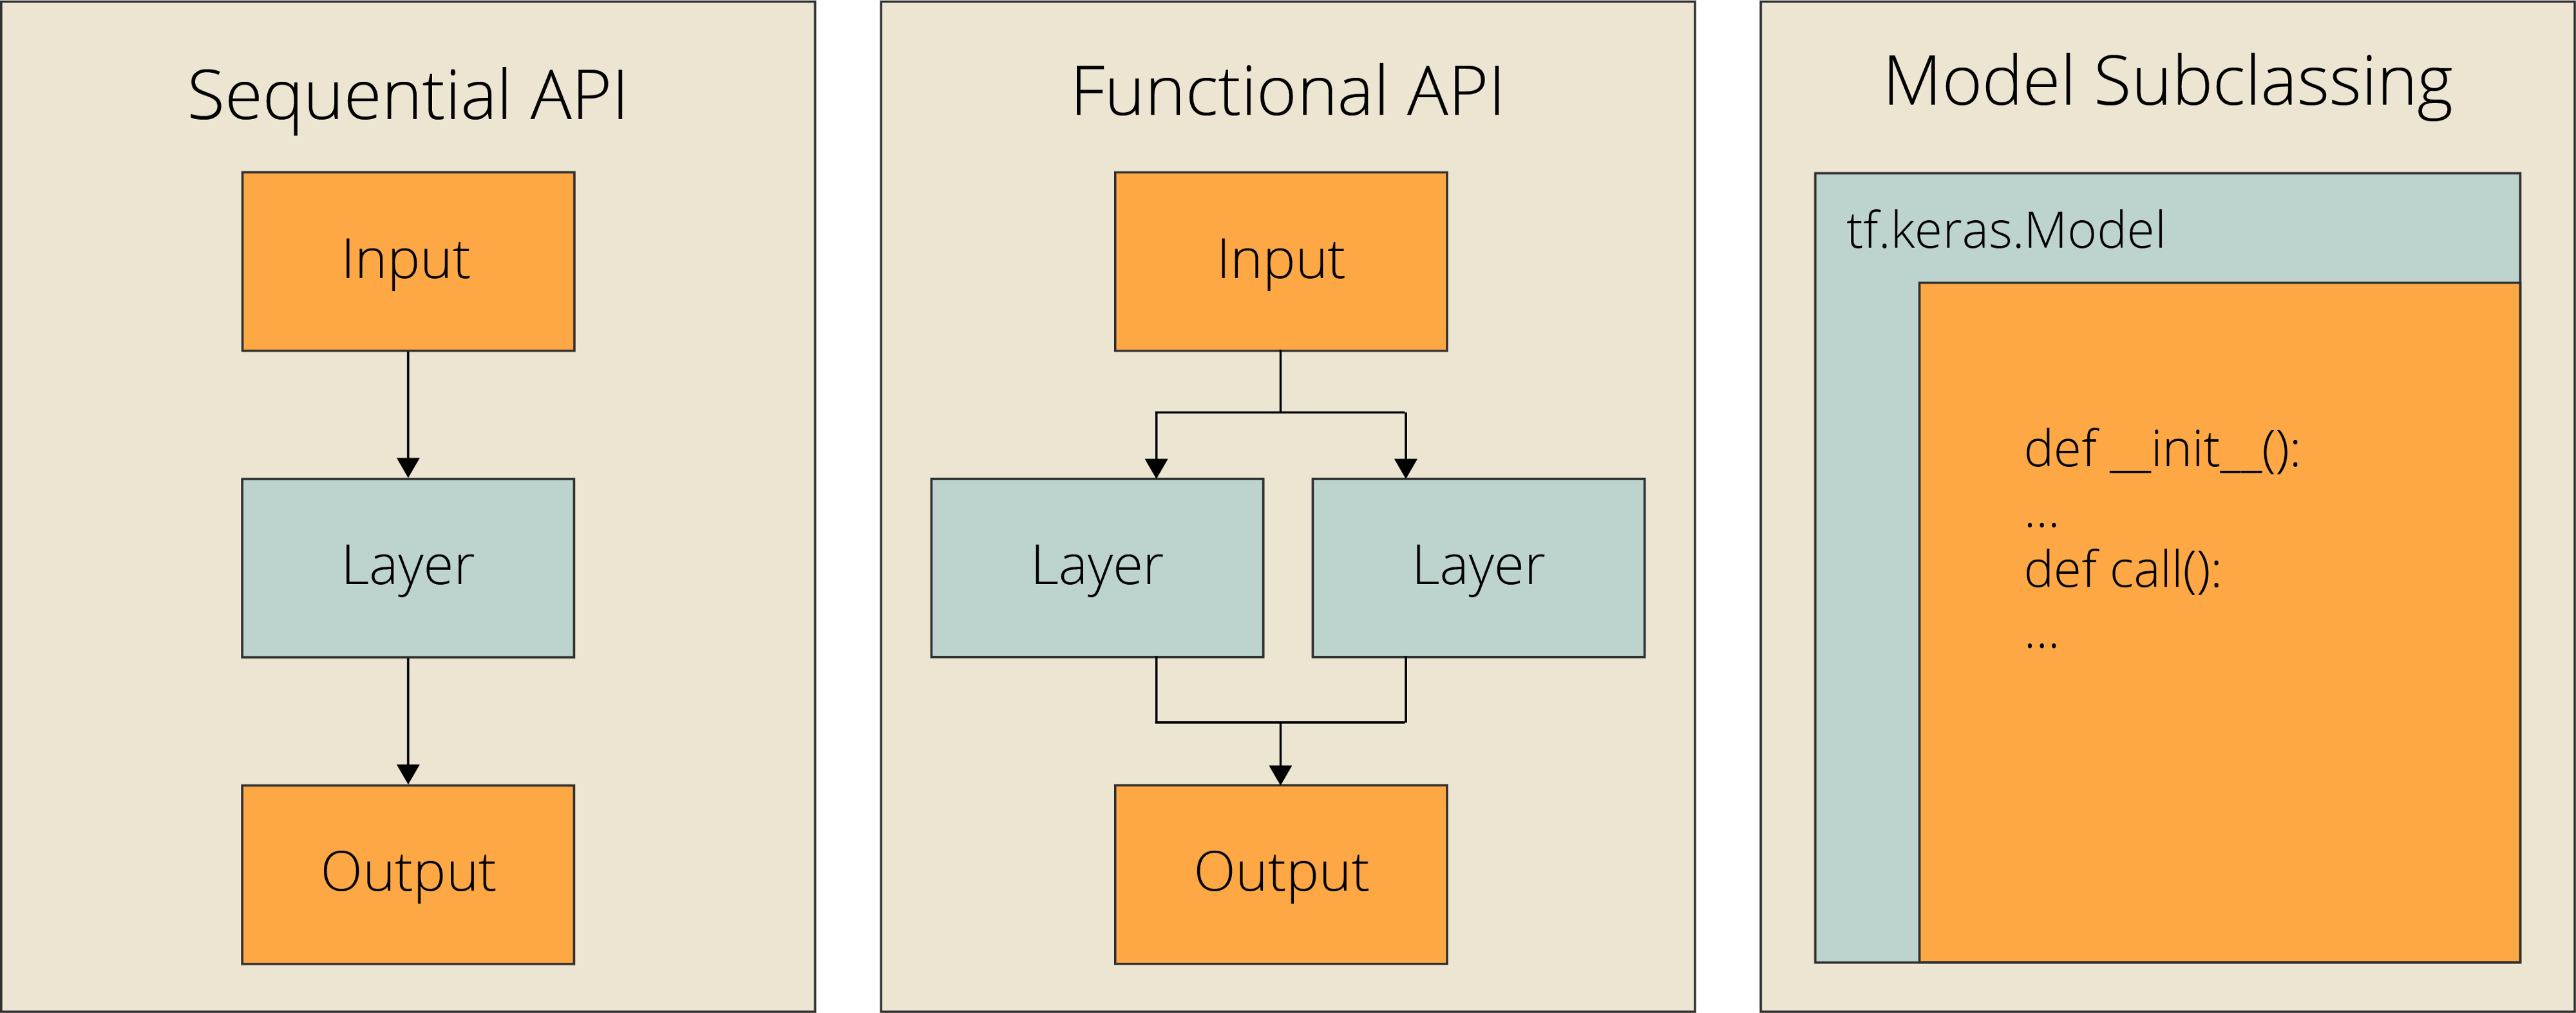 Sequential API
Input
Layer
Output
Functional API
Input
Layer
Layer
Output
Model Subclassing
tf.keras.Model
def __init__():
...
def call():
...